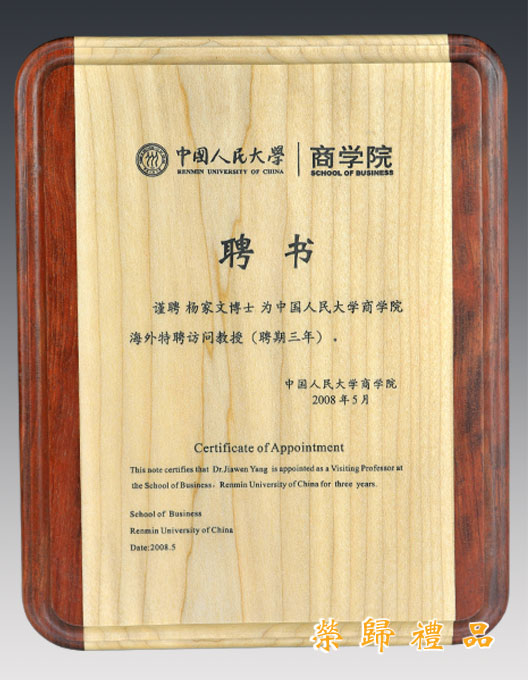 中国人民大學 商学院
RENMIN UNIVERSITY OF CHINA SCHOOL OF BUSINESS
聘 书
谨聘 杨家文博士 为中国人民大学商学院
海外特聘访问教授（聘期三年）。
中国人民大学商学院
2008 年 5 月
Certificate of Appointment
This note certifies that Dr.Jiawen Yang is appointed as a Visiting Professor at
the School of Business, Renmin University of China for three years.
School of Business
Renmin University of China
Date:2008.5
榮歸禮品